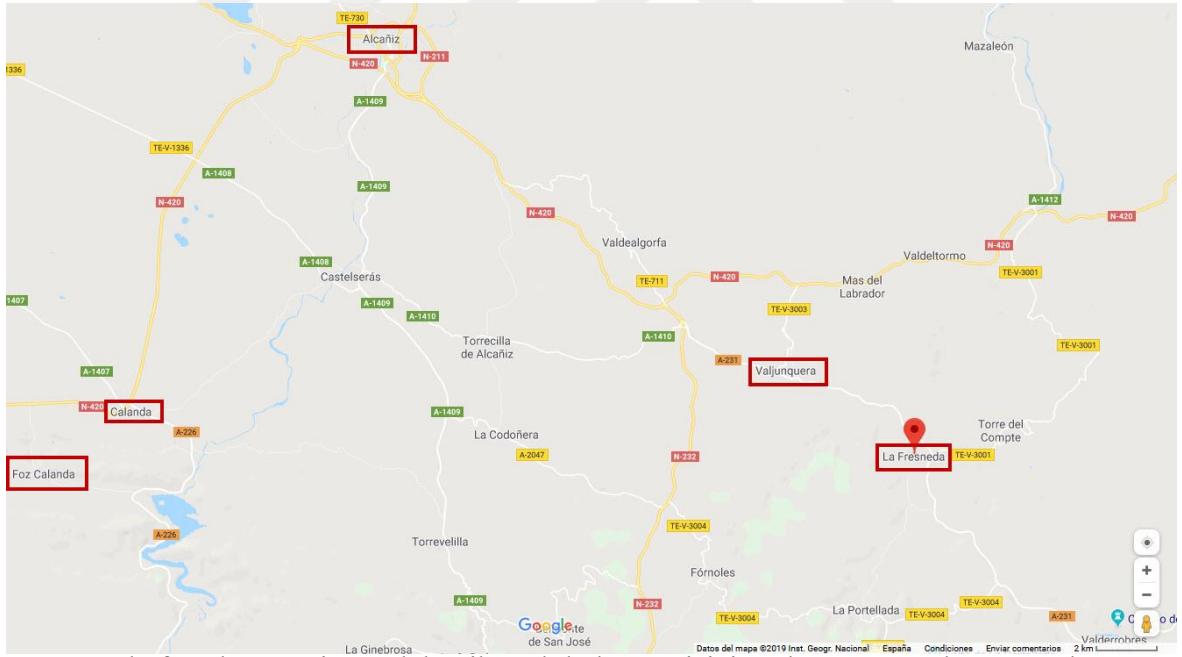 TE-730
Alcañiz
N-420
N-211
Mazaleón
1336
A-1409
TE-V-1336
A-1408
A-1409
N-420
N-420
A-1412
N-420
Valdealgorfa
N-420
Valdeltormo
A-1408
Castelserás
TE-711
N-420
Mas del
Labrador
TE-V-3001
1407
A-1409
A-1410
TE-V-3003
Torrecilla
de Alcañiz
A-1410
TE-V-3001
A-231
A-1407
Valjunquera
N-420
Calanda
A-1409
A-226
La Codoñera
Torre del
Compte
A-2047
N-232
La Fresneda
TE-V-3001
Foz Calanda
A-226
TE-V-3004
Torrevelilla
Fórnoles
A-1409
N-232
TE-V-3004
La Portellada
TE-V-3004
TE-V-3004
A-231
Google
de San José
La Ginebrosa
Valderrobres
Datos del mapa ©2019 Inst. Geogr. Nacional España Condiciones Enviar comentarios 2 km